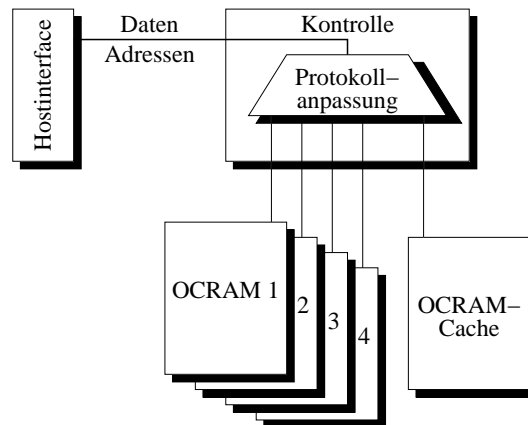 Hostinterface
Daten
Adressen
Kontrolle
Protokoll−
anpassung
OCRAM 1
2
3
4
OCRAM−
Cache